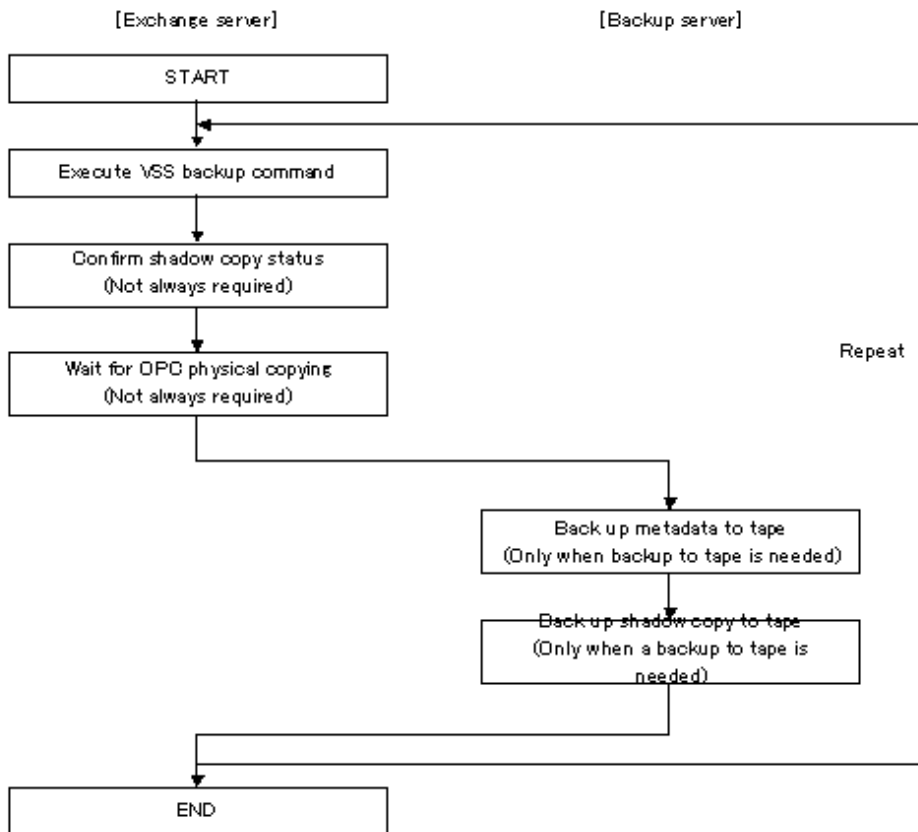 [Exchange server]
[Backup server]
START
Execute VSS backup command
Confirm shadow copy status
(Not always required)
Wait for OPC physical copying
(Not always required)
Repeat
Back up metadata to tape
(Only when backup to tape is needed)
Back up shadow copy to tape
(Only when a backup to tape is
needed)
END